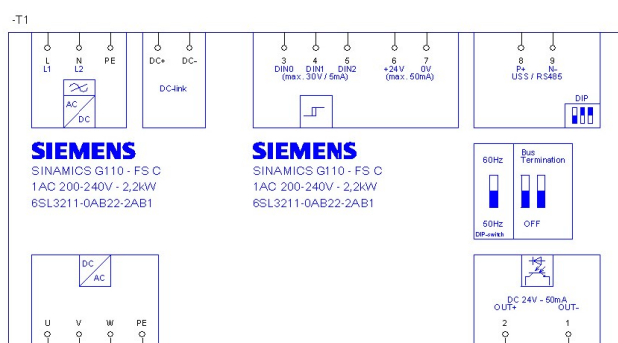 -T1
L N PE DC+ DC- 3 4 5 6 7 8 9
L1 L2 DIN0 DIN1 DIN2 +24V 0V P+ N-
(max. 30V / 5mA) (max. 50mA) USS / RS485
DC-link
AC
DC
DIP
SIEMENS
SINAMICS G110 - FS C
1AC 200-240V - 2,2kW
6SL3211-0AB22-2AB1
SIEMENS
SINAMICS G110 - FS C
1AC 200-240V - 2,2kW
6SL3211-0AB22-2AB1
60Hz
Bus
Termination
50Hz OFF
DIP-switch
DC
AC
DC 24V - 50mA
OUT+ OUT-
U V W PE 2 1